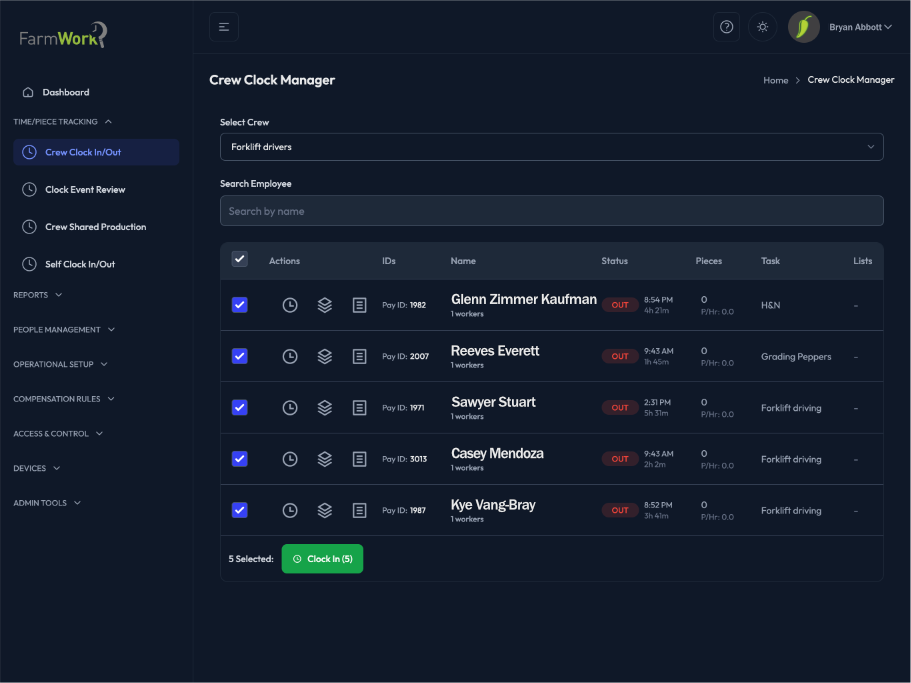 FarmWork
Bryan Abbott
Crew Clock Manager
Home > Crew Clock Manager
Dashboard
TIME/PIECE TRACKING
Crew Clock In/Out
Clock Event Review
Crew Shared Production
Self Clock In/Out
REPORTS
PEOPLE MANAGEMENT
OPERATIONAL SETUP
COMPENSATION RULES
ACCESS & CONTROL
DEVICES
ADMIN TOOLS
Select Crew
Forklift drivers
Search Employee
Search by name
Actions IDs Name Status Pieces Task Lists
Pay ID: 1982 Glenn Zimmer Kaufman OUT 8:54 PM 0 H&N -
1 workers 4h 21m P/Hr: 0.0
Pay ID: 2007 Reeves Everett OUT 9:43 AM 0 Grading Peppers -
1 workers 1h 45m P/Hr: 0.0
Pay ID: 1971 Sawyer Stuart OUT 2:31 PM 0 Forklift driving -
1 workers 5h 31m P/Hr: 0.0
Pay ID: 3013 Casey Mendoza OUT 9:43 AM 0 Forklift driving -
1 workers 2h 2m P/Hr: 0.0
Pay ID: 1987 Kye Vang-Bray OUT 8:52 PM 0 Forklift driving -
1 workers 3h 41m P/Hr: 0.0
5 Selected: Clock In (5)